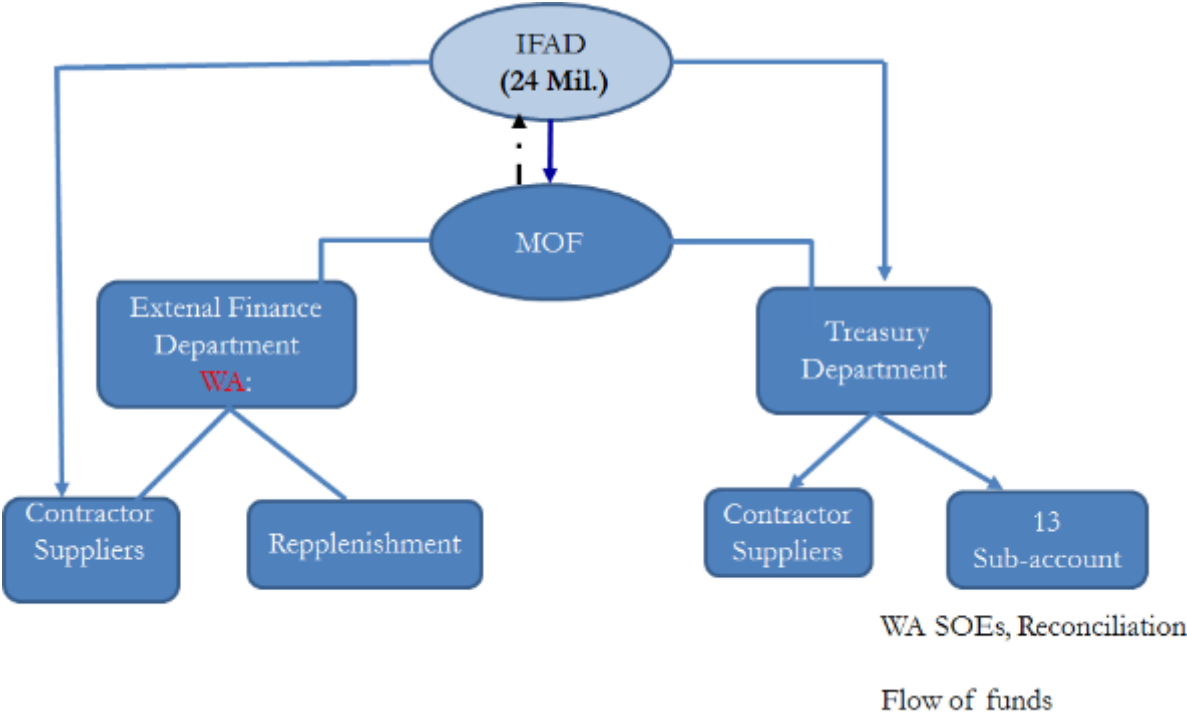 IFAD
(24 Mil.)
MOF
Extenal Finance
Department
WA:
Treasury
Department
Contractor
Suppliers
Repplenishment
Contractor
Suppliers
13
Sub-account
WA SOEs, Reconciliation
Flow of funds